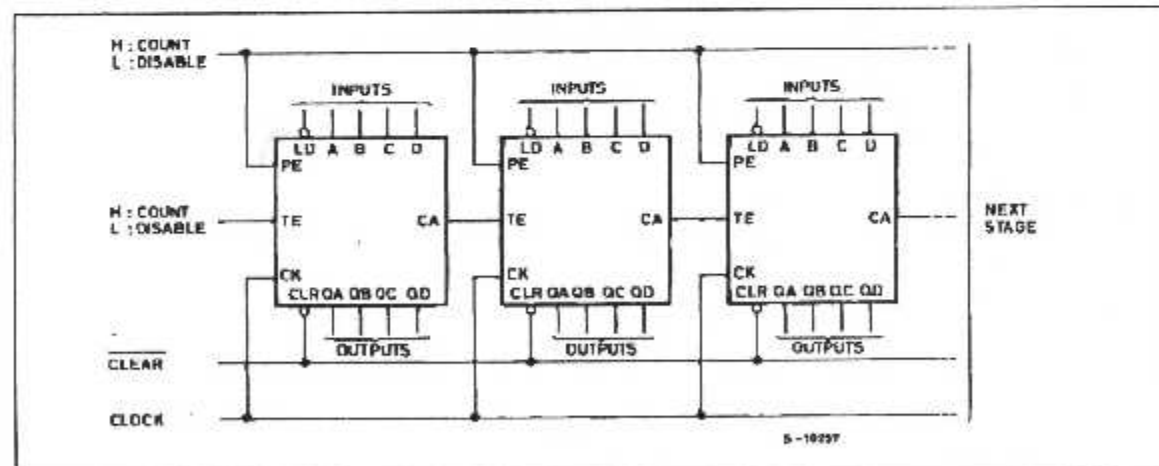 H : COUNT
L : DISABLE
INPUTS INPUTS INPUTS
LD A B C D LD A B C D LD A B C D
PE PE PE
H : COUNT
L : DISABLE
TE CA TE CA TE CA
NEXT
STAGE
CK CK CK
CLR QA QB QC QD CLR QA QB QC QD CLR QA QB QC QD
OUTPUTS OUTPUTS OUTPUTS
CLEAR
CLOCK
S-10257